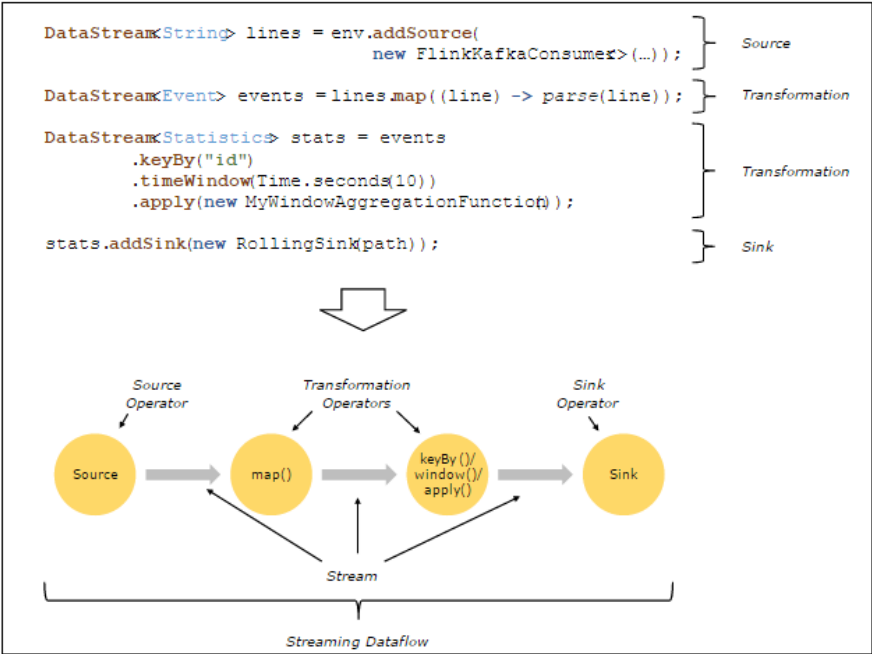 DataStream<String> lines = env.addSource(
new FlinkKafkaConsumer<>(…));
Source
DataStream<Event> events = lines.map((line) -> parse(line));
Transformation
DataStream<Statistics> stats = events
.keyBy("id")
.timeWindow(Time.seconds(10))
.apply(new MyWindowAggregationFunction());
Transformation
stats.addSink(new RollingSink(path));
Sink
Source
Operator
Transformation
Operators
Sink
Operator
Source
map()
keyBy()/
window()/
apply()
Sink
Stream
Streaming Dataflow